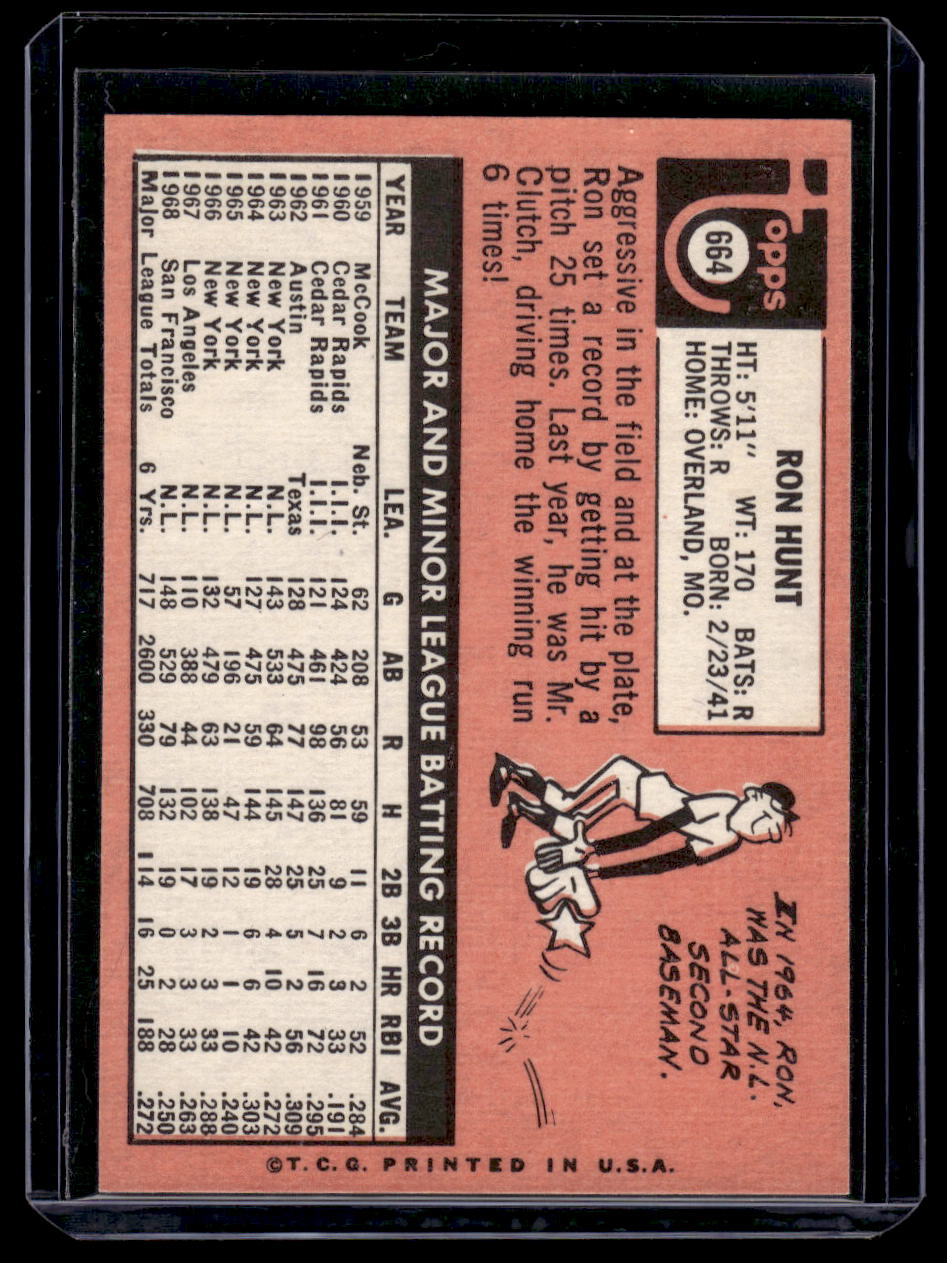 Topps
664
RON HUNT
HT: 5'11" WT: 170 BATS: R
THROWS: R BORN: 2/23/41
HOME: OVERLAND, MO.
Aggressive in the field and at the plate,
Ron set a record by getting hit by a
pitch 25 times. Last year, he was Mr.
Clutch, driving home the winning run
6 times!
IN 1964, RON,
WAS THE N.L.
ALL-STAR
SECOND
BASEMAN.
MAJOR AND MINOR LEAGUE BATTING RECORD
YEAR TEAM LEA. G AB R H 2B 3B HR RBI AVG.
1959 McCook Neb. St. 62 208 53 59 11 6 2 52 .284
1960 Cedar Rapids I.I.I. 124 424 56 81 9 2 3 33 .191
1961 Cedar Rapids I.I.I. 121 461 98 136 25 7 16 72 .295
1962 Austin Texas 128 475 77 147 25 5 2 56 .309
1963 New York N.L. 143 533 64 145 28 4 10 42 .272
1964 New York N.L. 127 475 59 144 19 6 6 42 .303
1965 New York N.L. 57 196 21 47 12 1 1 10 .240
1966 New York N.L. 132 479 63 138 19 2 3 33 .288
1967 Los Angeles N.L. 110 388 44 102 17 3 3 33 .263
1968 San Francisco N.L. 148 529 79 132 19 0 2 28 .250
Major League Totals 6 Yrs. 717 2600 330 708 114 16 25 188 .272
©T.C.G. PRINTED IN U.S.A.